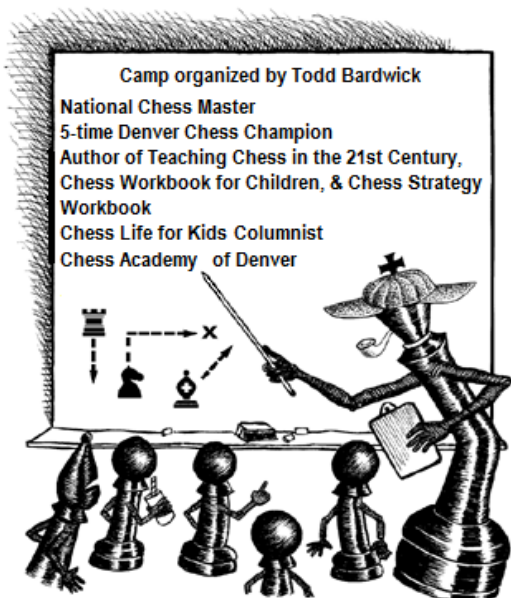 Camp organized by Todd Bardwick
National Chess Master
5-time Denver Chess Champion
Author of Teaching Chess in the 21st Century,
Chess Workbook for Children, & Chess Strategy
Workbook
Chess Life for Kids Columnist
Chess Academy of Denver
x